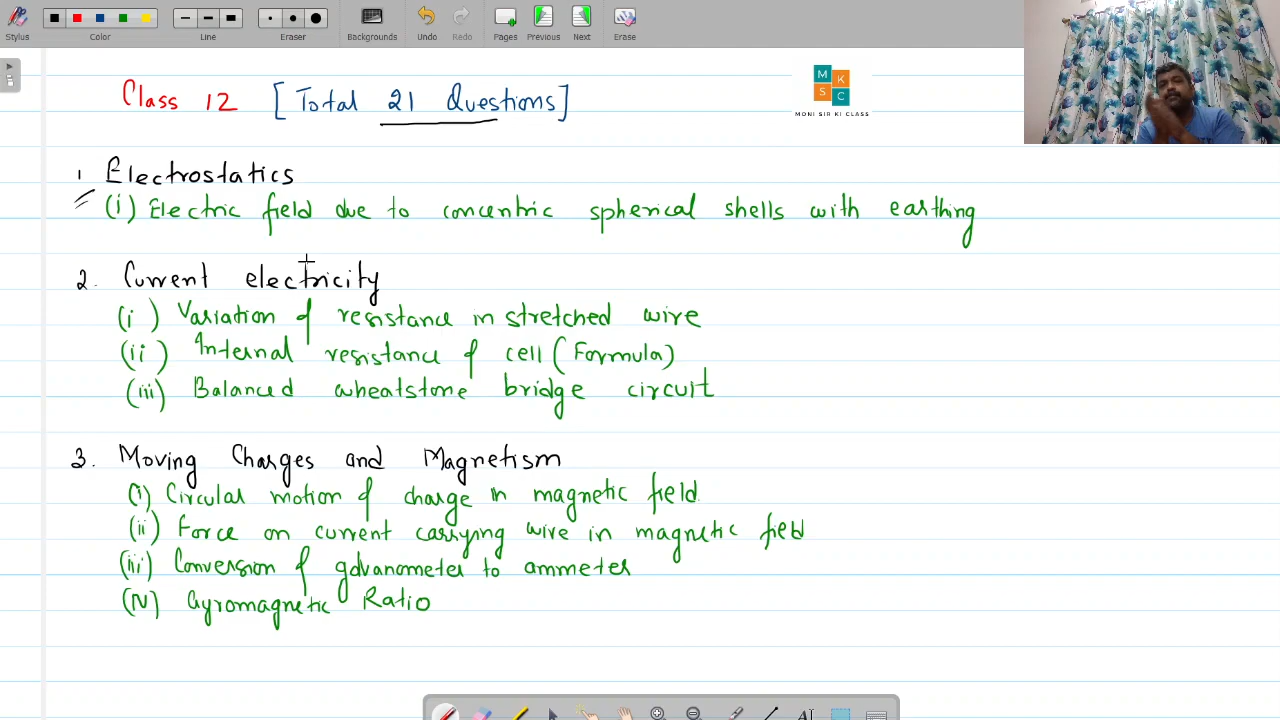 Stylus
Color
Line
Eraser
Backgrounds
Undo
Redo
Pages
Previous
Next
Erase
Class 12 [Total 21 Questions]
M K
S C
MONI SIR KI CLASS
1 Electrostatics
(i) Electric field due to concentric spherical shells with earthing
2. Current electricity
(i) Variation of resistance in stretched wire
(ii) Internal resistance of cell (Formula)
(iii) Balanced wheatstone bridge circuit
3. Moving Charges and Magnetism
(i) Circular motion of charge in magnetic field.
(ii) Force on current carrying wire in magnetic field
(iii) Conversion of galvanometer to ammeter
(iv) Gyromagnetic Ratio